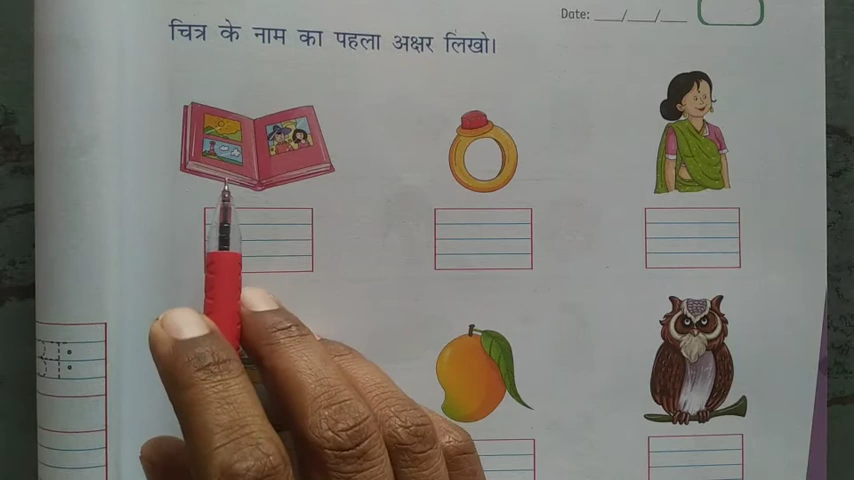 Date: ___/___/___
चित्र के नाम का पहला अक्षर लिखो।
अः